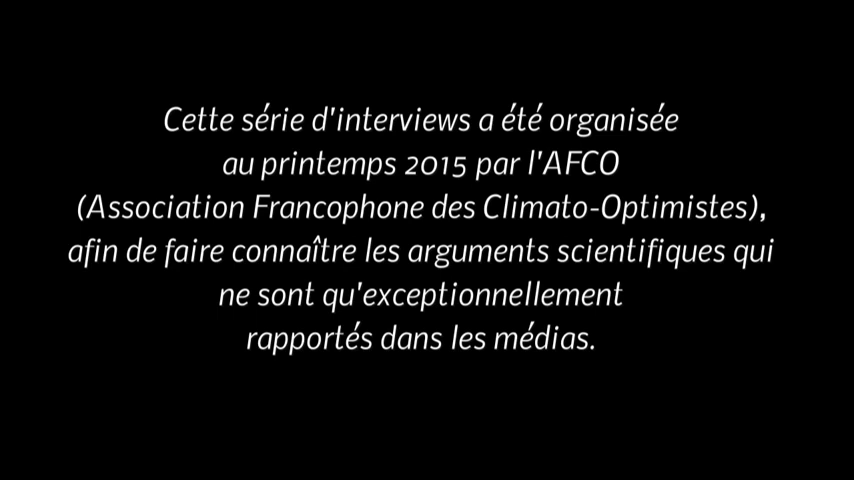 Cette série d'interviews a été organisée
au printemps 2015 par l'AFCO
(Association Francophone des Climato-Optimistes),
afin de faire connaître les arguments scientifiques qui
ne sont qu'exceptionnellement
rapportés dans les médias.